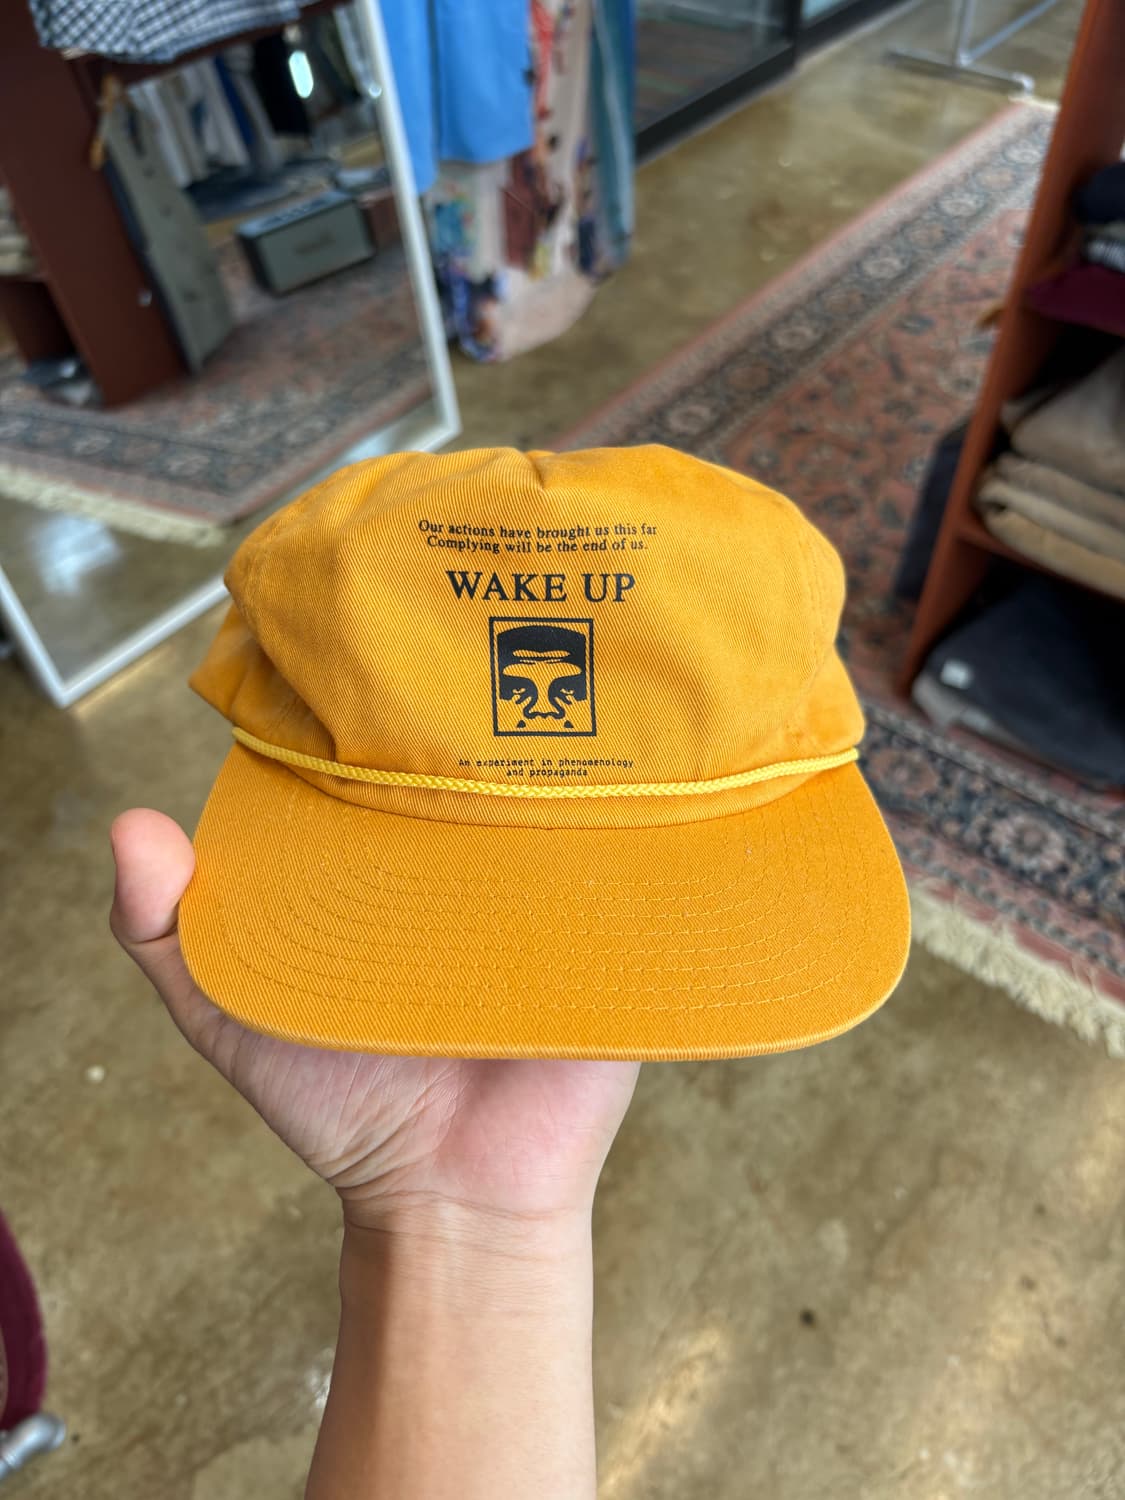 Our actions have brought us this far
Complying will be the end of us.
WAKE UP
An experiment in phenomenology
and propaganda